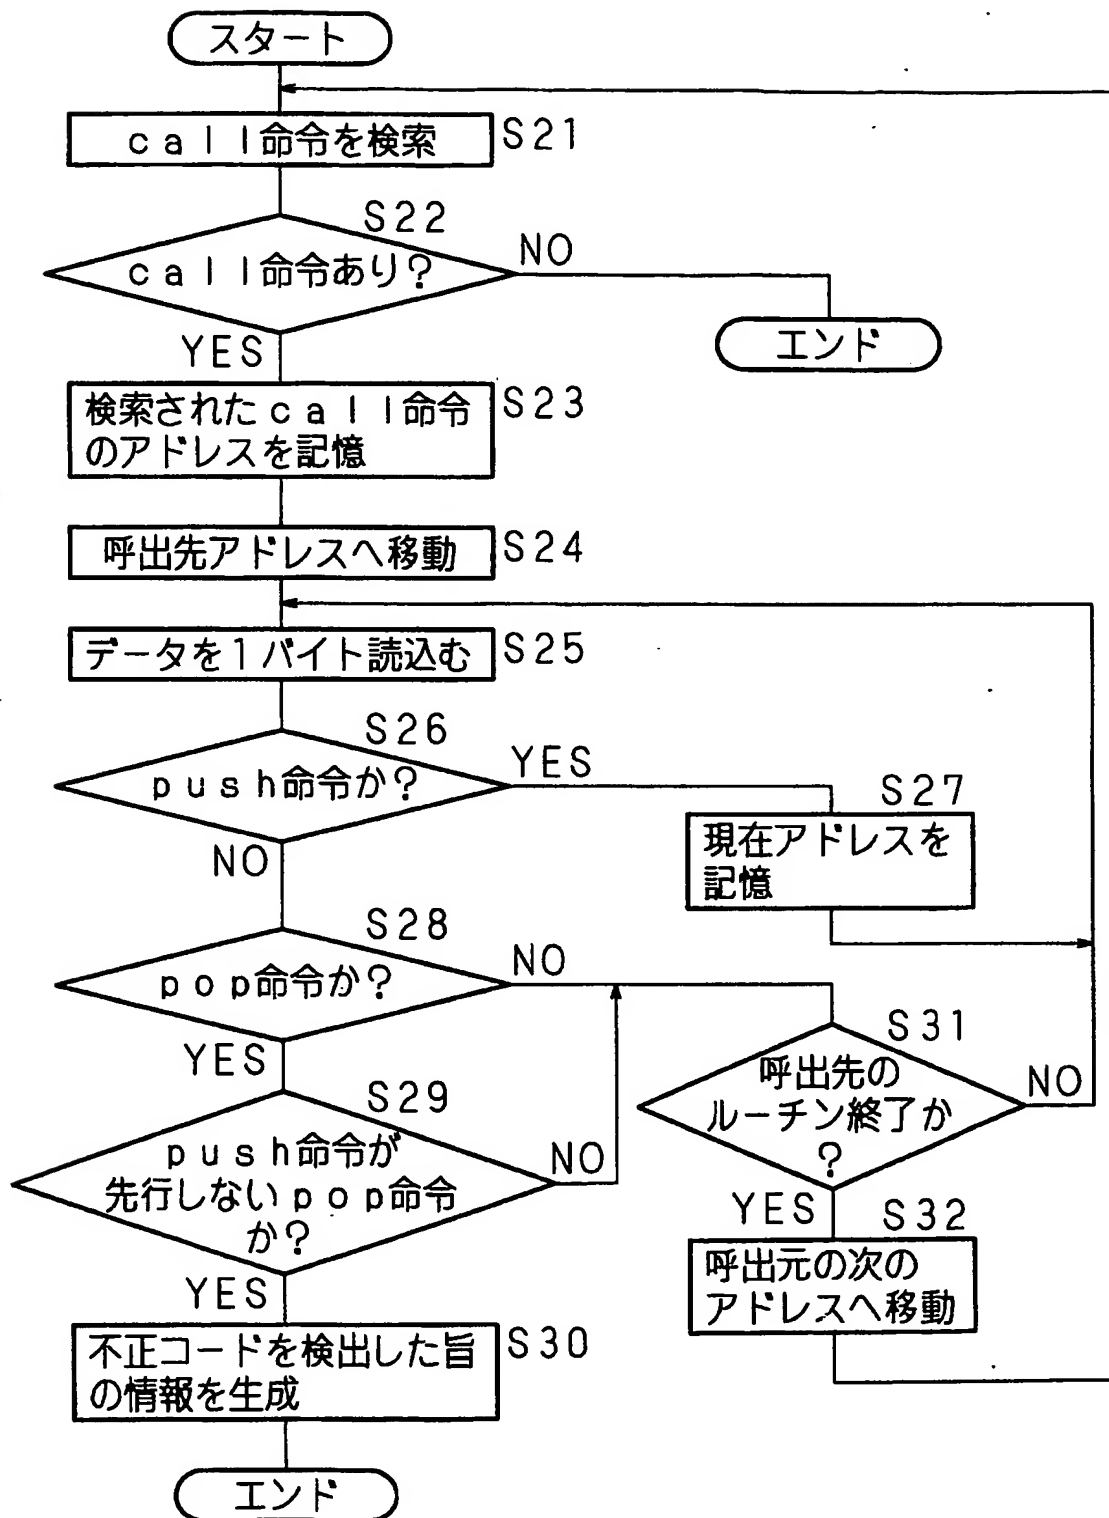 スタート
call命令を検索
S21
S22
call命令あり?
NO
エンド
YES
検索されたcall命令
のアドレスを記憶
S23
呼出先アドレスへ移動
S24
データを1バイト読込む
S25
S26
push命令か?
YES
S27
現在アドレスを
記憶
NO
S28
pop命令か?
NO
S31
呼出先の
ルーチン終了か
?
NO
YES
S29
push命令が
先行しないpop命令
か?
NO
YES
S32
呼出元の次の
アドレスへ移動
YES
不正コードを検出した旨
の情報を生成
S30
エンド